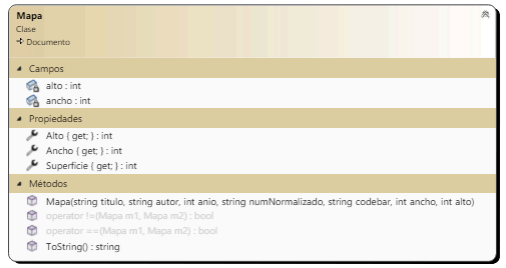 Mapa
Clase
Documento
Campos
alto : int
ancho : int
Propiedades
Alto { get; } : int
Ancho { get; } : int
Superficie { get; } : int
Métodos
Mapa(string titulo, string autor, int anio, string numNormalizado, string codebar, int ancho, int alto)
operator !=(Mapa m1, Mapa m2) : bool
operator ==(Mapa m1, Mapa m2) : bool
ToString() : string